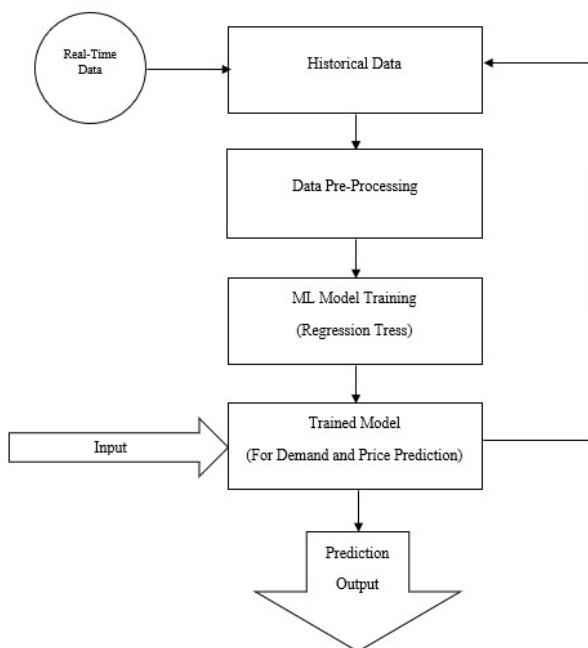 Real-Time
Data
Historical Data
Data Pre-Processing
ML Model Training
(Regression Tress)
Trained Model
(For Demand and Price Prediction)
Input
Prediction
Output